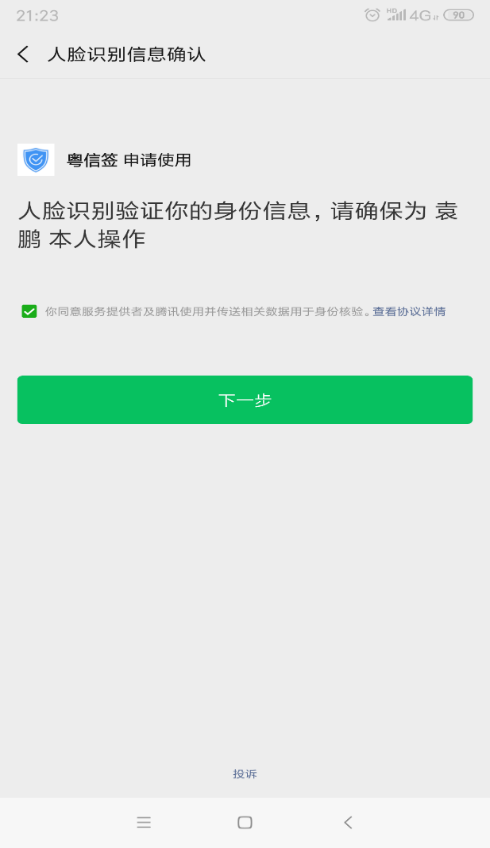 21:23
HD 4G 90
人脸识别信息确认
粤信签 申请使用
人脸识别验证你的身份信息，请确保为 袁
鹏 本人操作
你同意服务提供者及腾讯使用并传送相关数据用于身份核验。查看协议详情
下一步
投诉